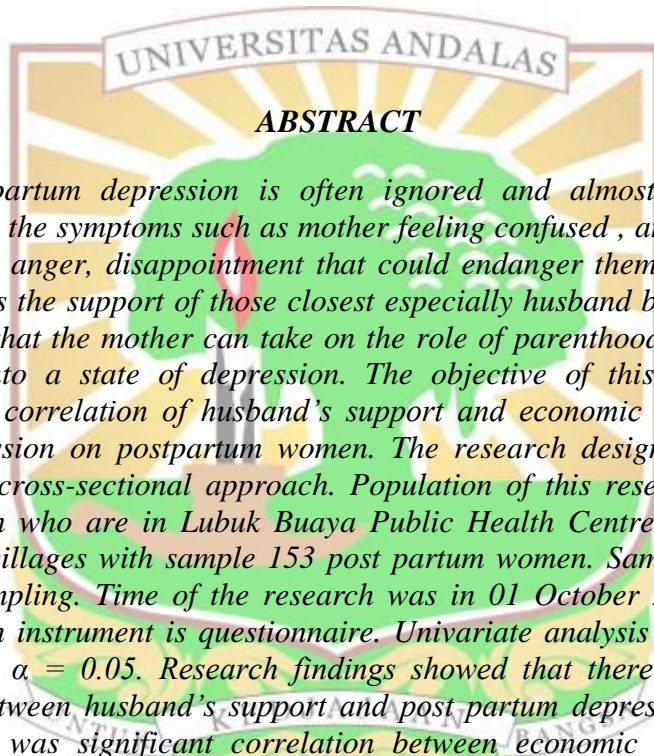 UNIVERSITAS ANDALAS
ABSTRACT
partum depression is often ignored and almost
the symptoms such as mother feeling confused , an
anger, disappointment that could endanger them
s the support of those closest especially husband b
that the mother can take on the role of parenthood
nto a state of depression. The objective of this
correlation of husband’s support and economic
ssion on postpartum women. The research design
cross-sectional approach. Population of this rese
n who are in Lubuk Buaya Public Health Centre
villages with sample 153 post partum women. Sam
mpling. Time of the research was in 01 October
h instrument is questionnaire. Univariate analysis
α = 0.05. Research findings showed that there
tween husband’s support and post partum depres
was significant correlation between economic